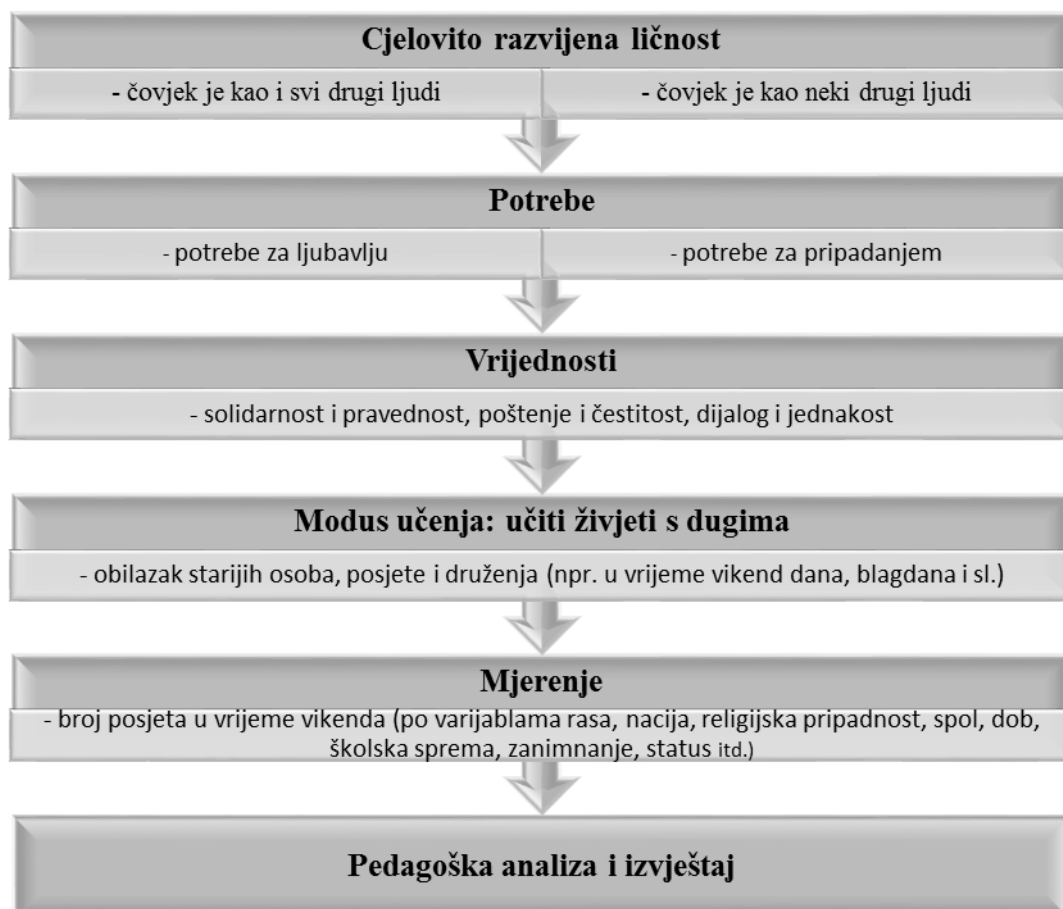 Cjelovito razvijena ličnost
- čovjek je kao i svi drugi ljudi
- čovjek je kao neki drugi ljudi
Potrebe
- potrebe za ljubavlju
- potrebe za pripadanjem
Vrijednosti
- solidarnost i pravednost, poštenje i čestitost, dijalog i jednakost
Modus učenja: učiti živjeti s dugima
- obilazak starijih osoba, posjete i druženja (npr. u vrijeme vikend dana, blagdana i sl.)
Mjerenje
- broj posjeta u vrijeme vikenda (po varijablama rasa, nacija, religijska pripadnost, spol, dob,
školska sprema, zanimnanje, status itd.)
Pedagoška analiza i izvještaj